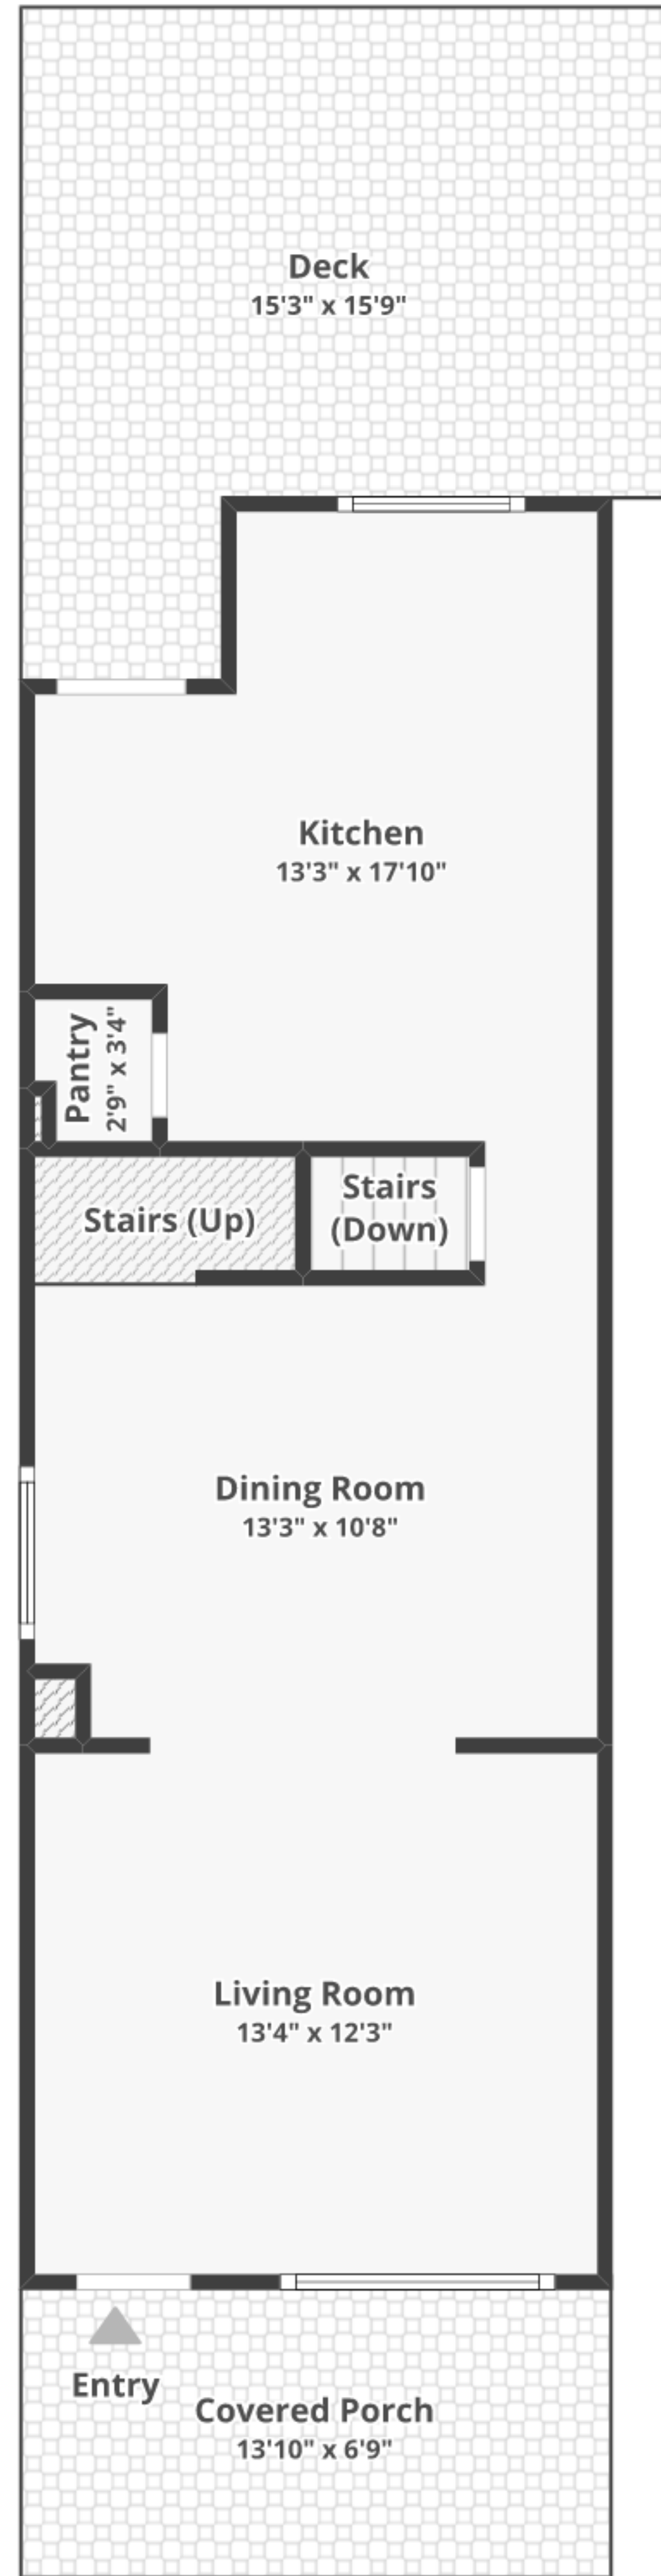 Deck
15'3" x 15'9"
Kitchen
13'3" x 17'10"
Pantry
2'9" x 3'4"
Stairs (Up)
Stairs
(Down)
Dining Room
13'3" x 10'8"
Living Room
13'4" x 12'3"
Entry
Covered Porch
13'10" x 6'9"